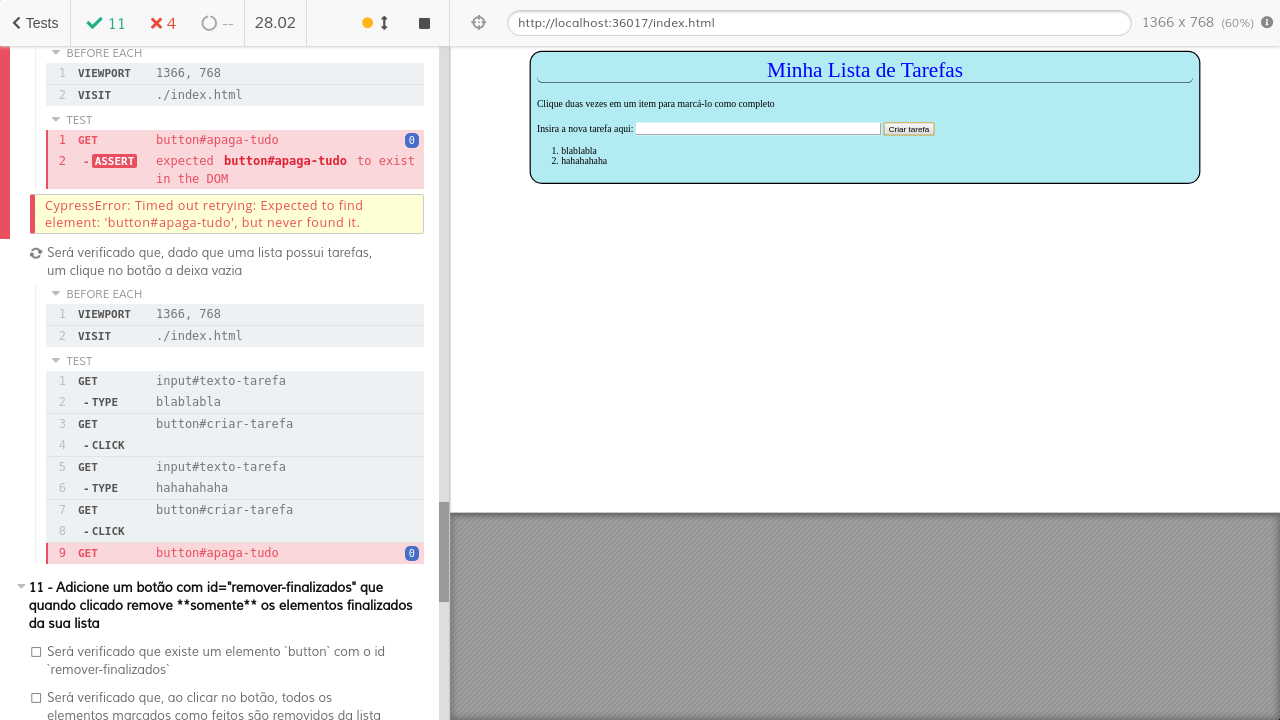 Tests
11
4
--
28.02
http://localhost:36017/index.html
1366 x 768 (60%)
BEFORE EACH
1 VIEWPORT 1366, 768
2 VISIT ./index.html
TEST
1 GET button#apaga-tudo 0
2 - ASSERT expected button#apaga-tudo to exist
in the DOM
CypressError: Timed out retrying: Expected to find
element: 'button#apaga-tudo', but never found it.
Será verificado que, dado que uma lista possui tarefas,
um clique no botão a deixa vazia
BEFORE EACH
1 VIEWPORT 1366, 768
2 VISIT ./index.html
TEST
1 GET input#texto-tarefa
2 - TYPE blablabla
3 GET button#criar-tarefa
4 - CLICK
5 GET input#texto-tarefa
6 - TYPE hahahahaha
7 GET button#criar-tarefa
8 - CLICK
9 GET button#apaga-tudo 0
11 - Adicione um botão com id="remover-finalizados" que
quando clicado remove **somente** os elementos finalizados
da sua lista
Será verificado que existe um elemento `button` com o id
`remover-finalizados`
Será verificado que, ao clicar no botão, todos os
elementos marcados como feitos são removidos da lista
Minha Lista de Tarefas
Clique duas vezes em um item para marcá-lo como completo
Insira a nova tarefa aqui: Criar tarefa
1. blablabla
2. hahahahaha